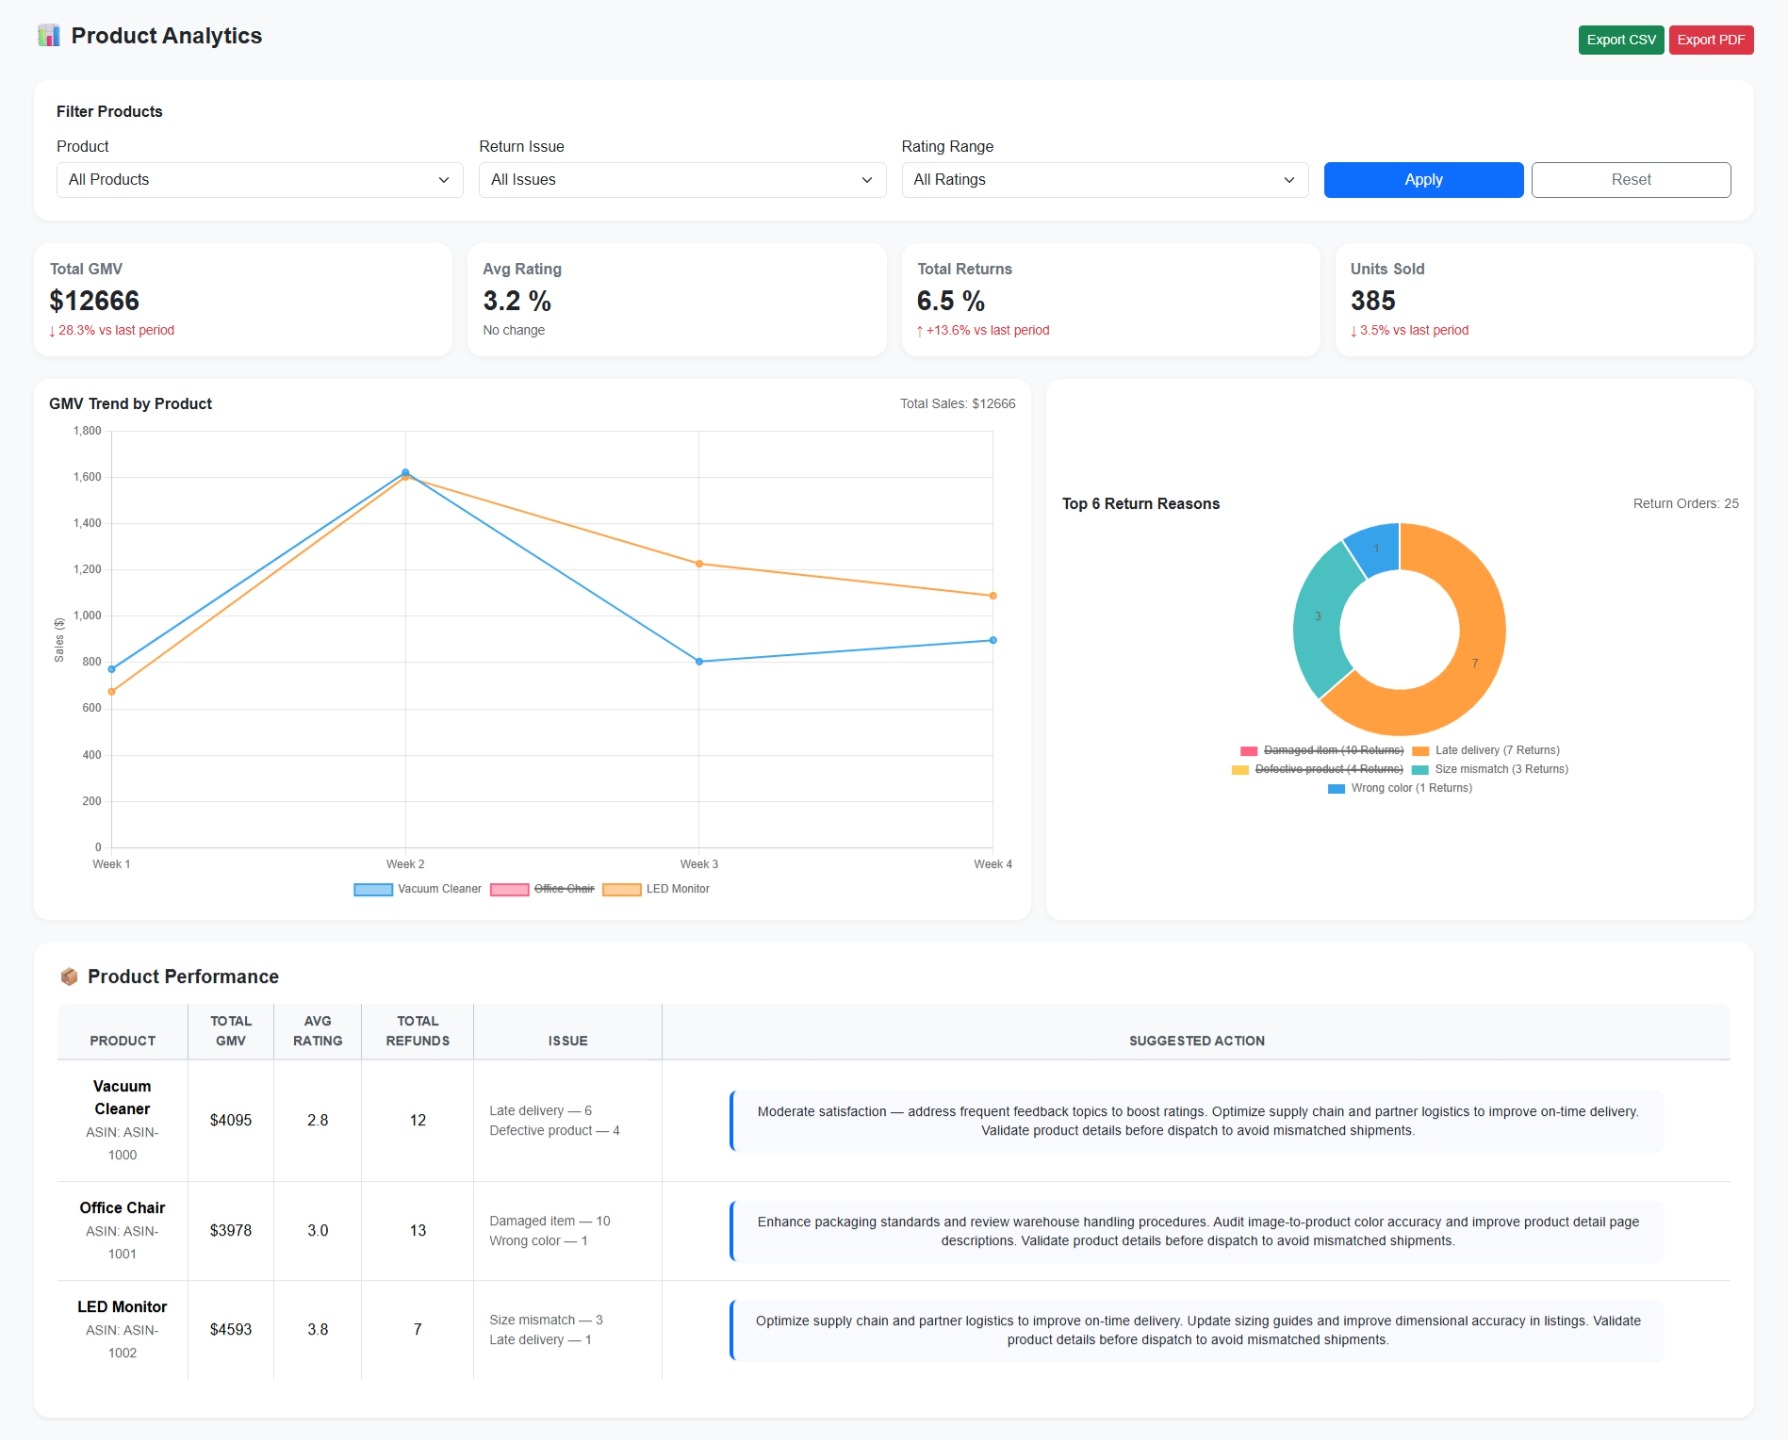 Product Analytics
Export CSV
Export PDF
Filter Products
Product
Return Issue
Rating Range
All Products
All Issues
All Ratings
Apply
Reset
Total GMV
$12666
↓ 28.3% vs last period
Avg Rating
3.2 %
No change
Total Returns
6.5 %
↑ +13.6% vs last period
Units Sold
385
↓ 3.5% vs last period
GMV Trend by Product
Total Sales: $12666
1,800
1,600
1,400
1,200
1,000
800
600
400
200
0
Sales ($)
Week 1
Week 2
Week 3
Week 4
Vacuum Cleaner
Office Chair
LED Monitor
Top 6 Return Reasons
Return Orders: 25
1
3
7
Damaged item (10 Returns)
Late delivery (7 Returns)
Defective product (4 Returns)
Size mismatch (3 Returns)
Wrong color (1 Returns)
Product Performance
PRODUCT
TOTAL
GMV
AVG
RATING
TOTAL
REFUNDS
ISSUE
SUGGESTED ACTION
Vacuum
Cleaner
ASIN: ASIN-
1000
$4095
2.8
12
Late delivery — 6
Defective product — 4
Moderate satisfaction — address frequent feedback topics to boost ratings. Optimize supply chain and partner logistics to improve on-time delivery.
Validate product details before dispatch to avoid mismatched shipments.
Office Chair
ASIN: ASIN-
1001
$3978
3.0
13
Damaged item — 10
Wrong color — 1
Enhance packaging standards and review warehouse handling procedures. Audit image-to-product color accuracy and improve product detail page
descriptions. Validate product details before dispatch to avoid mismatched shipments.
LED Monitor
ASIN: ASIN-
1002
$4593
3.8
7
Size mismatch — 3
Late delivery — 1
Optimize supply chain and partner logistics to improve on-time delivery. Update sizing guides and improve dimensional accuracy in listings. Validate
product details before dispatch to avoid mismatched shipments.